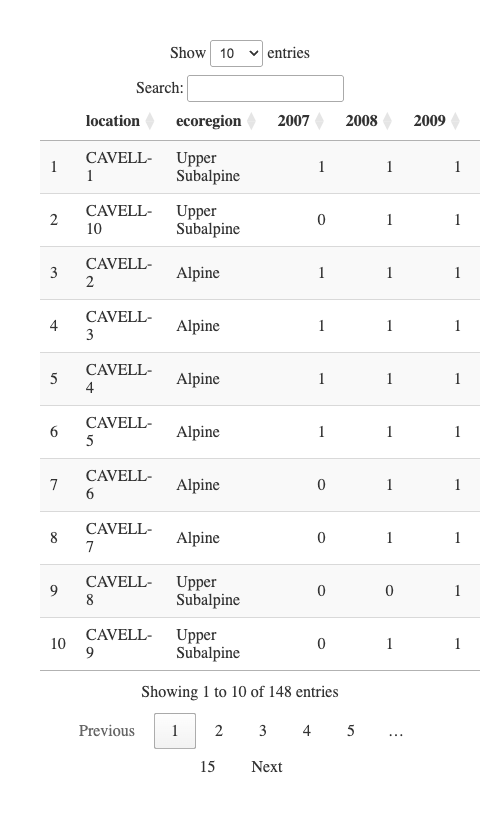 Show 10 entries
Search:
location ecoregion 2007 2008 2009
1 CAVELL-1 Upper Subalpine 1 1 1
2 CAVELL-10 Upper Subalpine 0 1 1
3 CAVELL-2 Alpine 1 1 1
4 CAVELL-3 Alpine 1 1 1
5 CAVELL-4 Alpine 1 1 1
6 CAVELL-5 Alpine 1 1 1
7 CAVELL-6 Alpine 0 1 1
8 CAVELL-7 Alpine 0 1 1
9 CAVELL-8 Upper Subalpine 0 0 1
10 CAVELL-9 Upper Subalpine 0 1 1
Showing 1 to 10 of 148 entries
Previous 1 2 3 4 5 …
15 Next